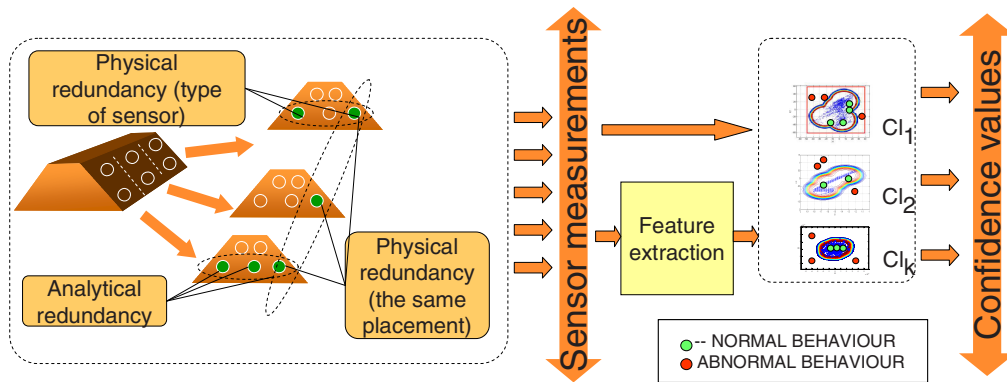 Physical
redundancy (type
of sensor)
Analytical
redundancy
Physical
redundancy
(the same
placement)
Sensor measurements
Feature
extraction
Cl1
Cl2
Clk
Confidence values
-- NORMAL BEHAVIOUR
ABNORMAL BEHAVIOUR